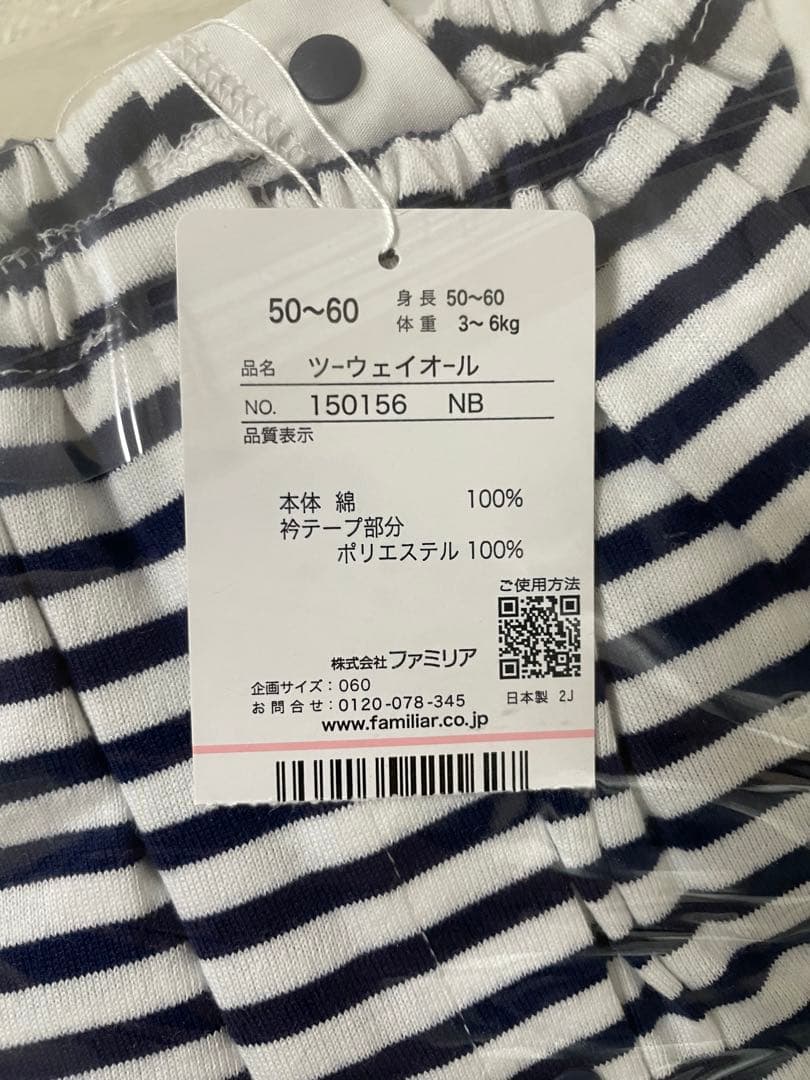 50〜60
身長 50〜60
体重 3〜6kg
品名 ツーウェイオール
NO. 150156 NB
品質表示
本体 綿 100%
衿テープ部分
ポリエステル 100%
ご使用方法
株式会社ファミリア
企画サイズ：060
お問合せ：0120-078-345
www.familiar.co.jp
日本製 2J